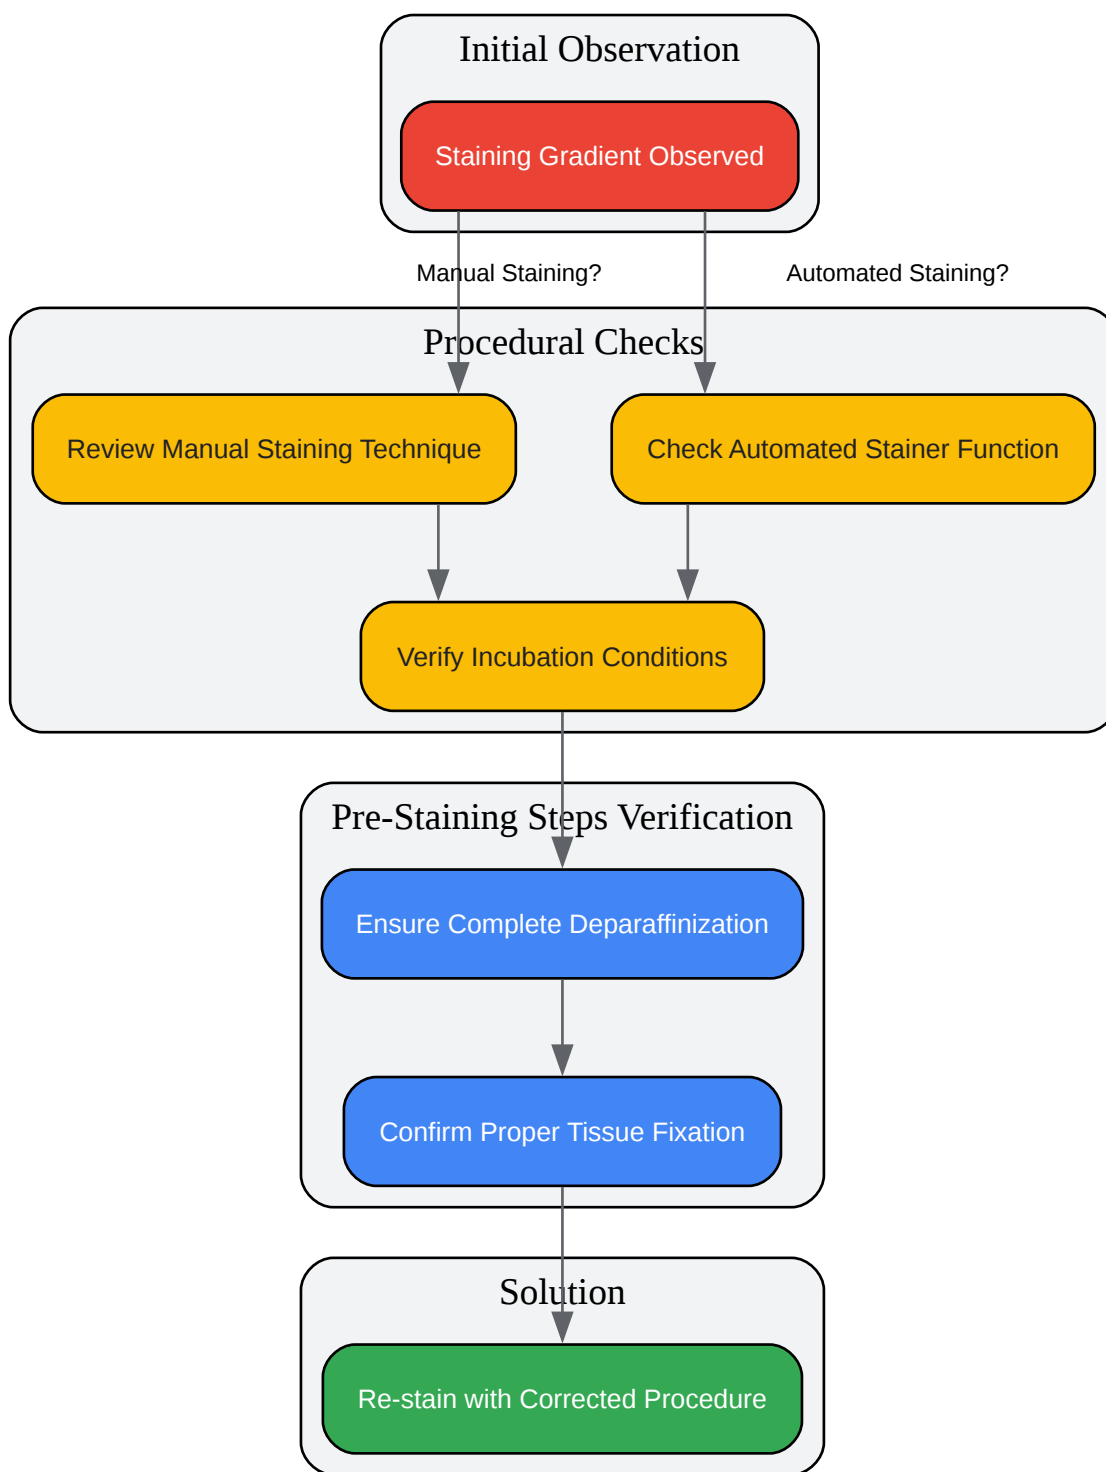 Initial Observation
Staining Gradient Observed
Manual Staining?
Automated Staining?
Procedural Checks
Review Manual Staining Technique
Check Automated Stainer Function
Verify Incubation Conditions
Pre-Staining Steps Verification
Ensure Complete Deparaffinization
Confirm Proper Tissue Fixation
Solution
Re-stain with Corrected Procedure